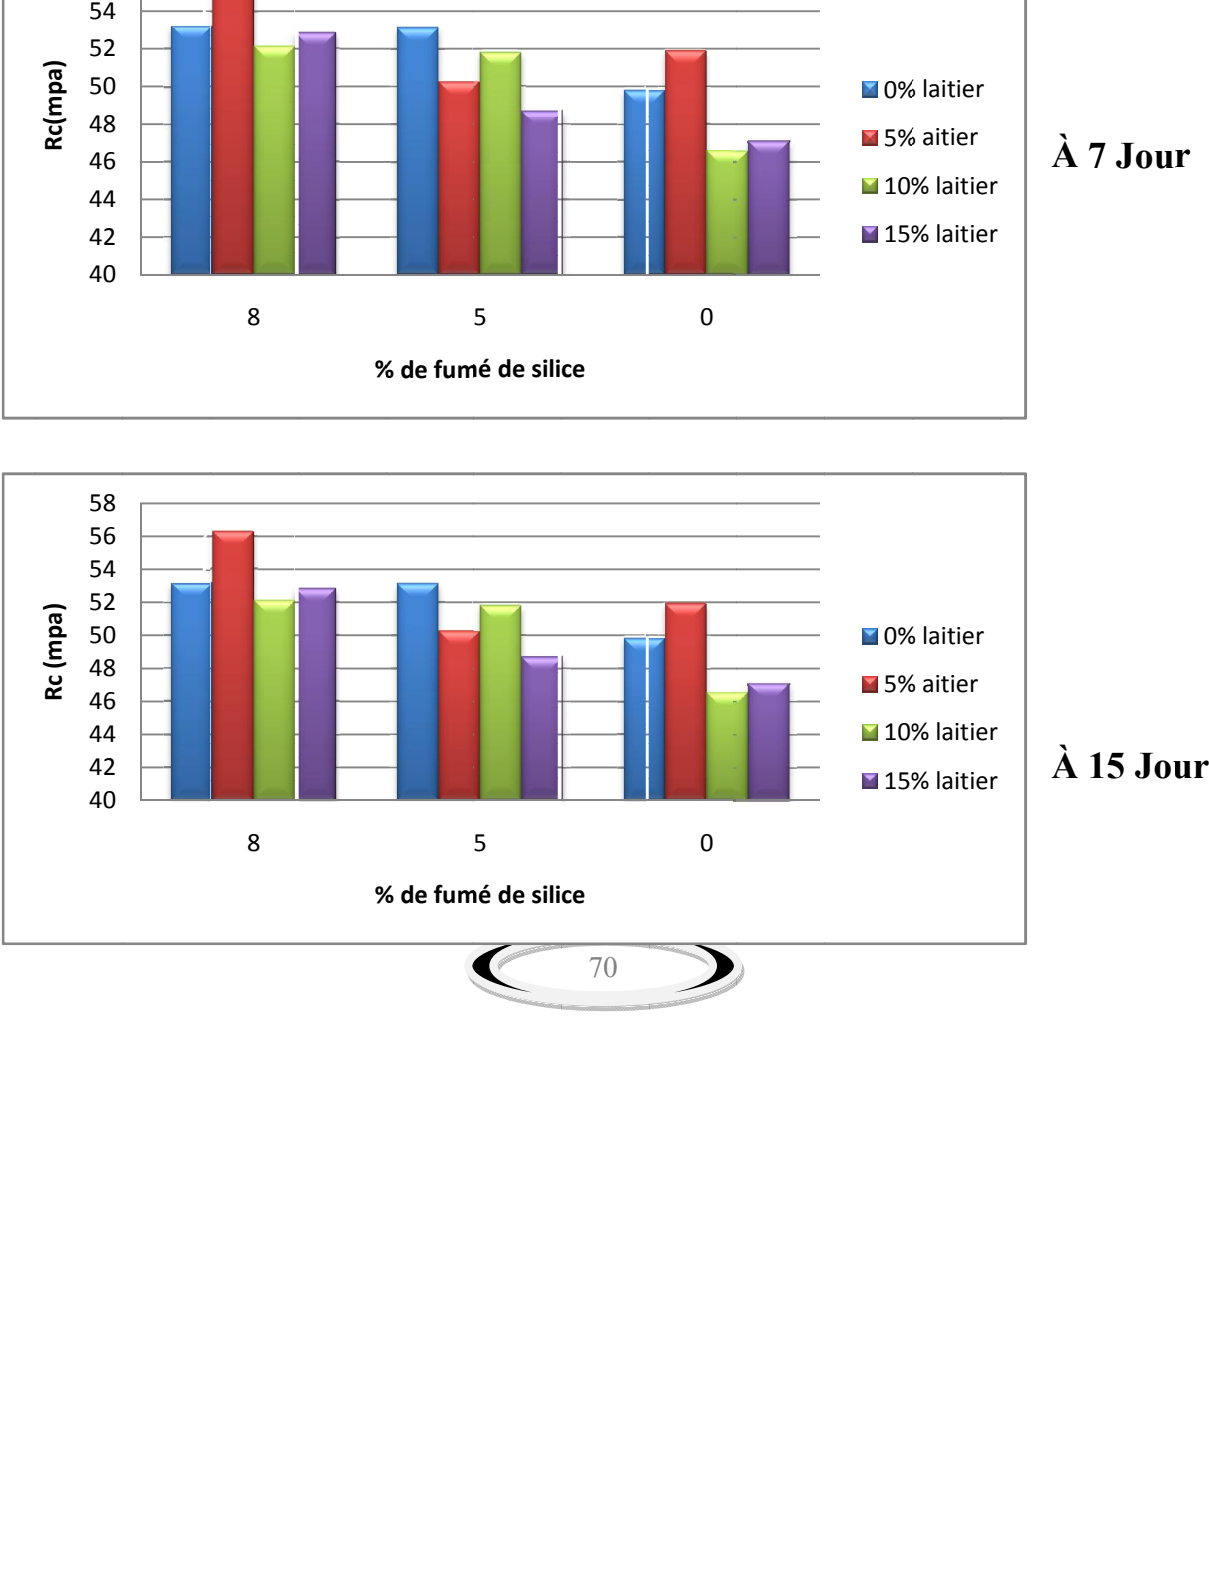 54
52
50
48
46
44
42
40
Rc(mpa)
8 5 0
% de fumé de silice
0% laitier
5% aitier
10% laitier
15% laitier
À 7 Jour
58
56
54
52
50
48
46
44
42
40
Rc (mpa)
8 5 0
% de fumé de silice
0% laitier
5% aitier
10% laitier
15% laitier
À 15 Jour
70